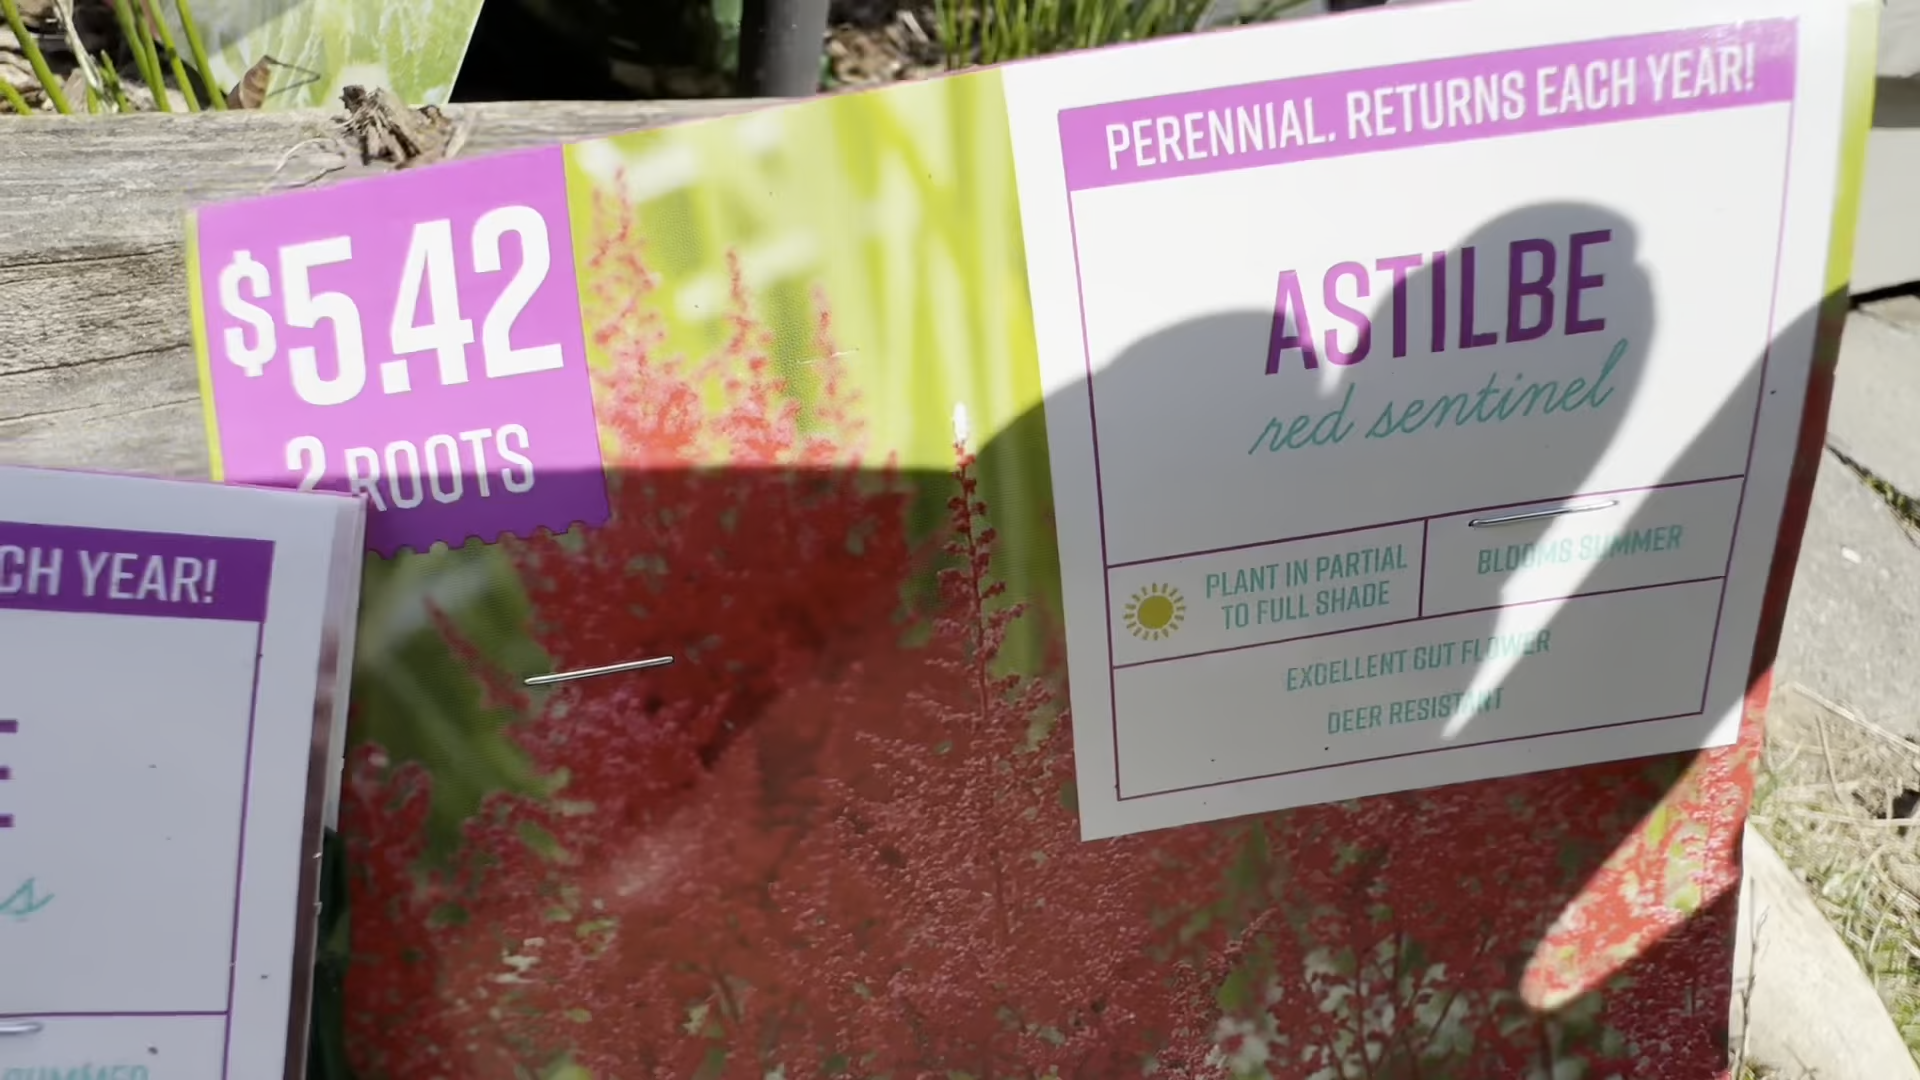 PERENNIAL. RETURNS EACH YEAR!
$5.42
2 ROOTS
ASTILBE
red sentinel
PLANT IN PARTIAL
TO FULL SHADE
BLOOMS SUMMER
EXCELLENT CUT FLOWER
DEER RESISTANT
YEAR!